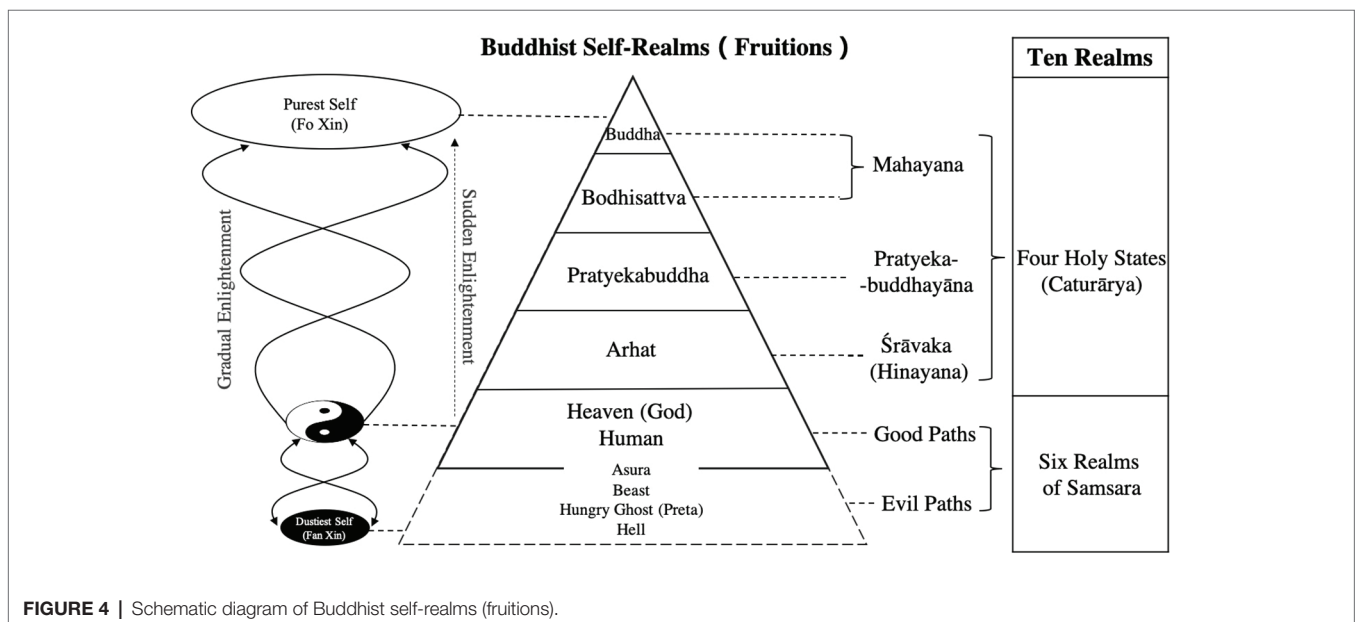 Buddhist Self-Realms ( Fruitions )
Ten Realms
Purest Self
(Fo Xin)
Gradual Enlightenment
Sudden Enlightenment
Dustiest Self
(Fan Xin)
Buddha
Bodhisattva
Pratyekabuddha
Arhat
Heaven (God)
Human
Asura
Beast
Hungry Ghost (Preta)
Hell
Mahayana
Pratyeka-
-buddhayāna
Śrāvaka
(Hinayana)
Good Paths
Evil Paths
Four Holy States
(Caturārya)
Six Realms
of Samsara
FIGURE 4 | Schematic diagram of Buddhist self-realms (fruitions).